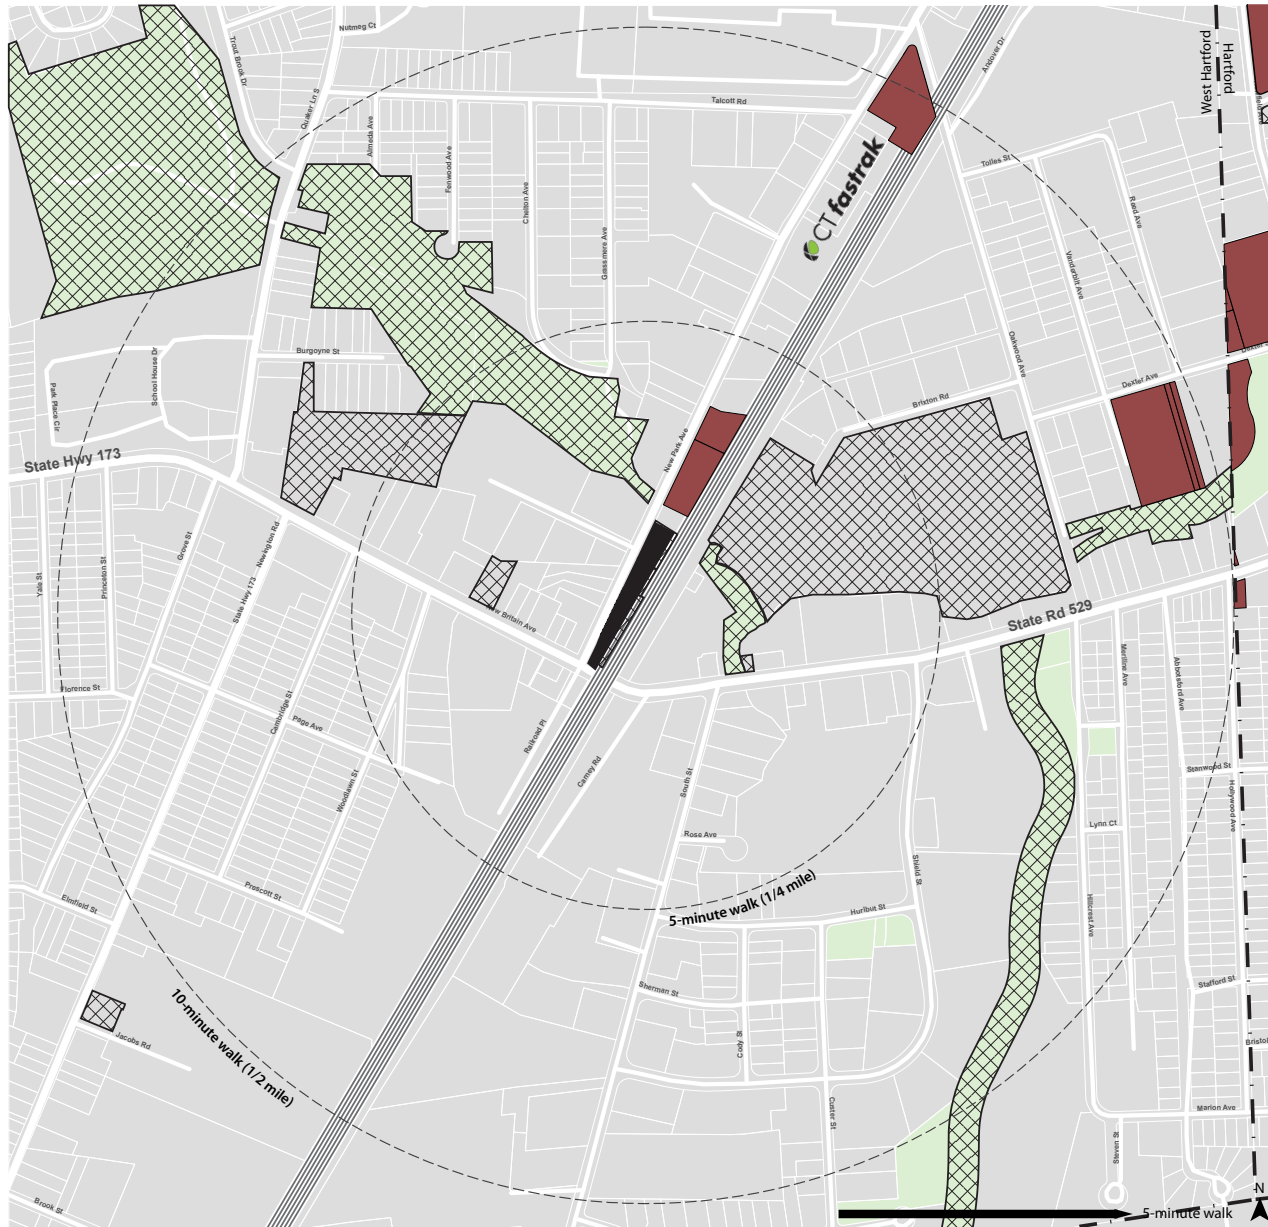 Nutmeg Ct
Trout Brook Dr
Quaker Ln S
Andover Dr
West Hartford
Hartford
Talcott Rd
Almeda Ave
Fenwood Ave
Chelton Ave
Grassmere Ave
CTfastrak
Tolles St
Reed Ave
Vanderbilt Ave
Oakwood Ave
Burgoyne St
School House Dr
Park Place Cir
Dexter Ave
Brixton Rd
New Park Ave
State Hwy 173
Grove St
Newington Rd
State Hwy 173
Yale St
Princeton St
New Britain Ave
State Rd 529
Merline Ave
Abbotsford Ave
Florence St
Cambridge St
Page Ave
Railroad Pl
Carney Rd
South St
Woodlawn St
Stanwood St
Hollywood Ave
Lynn Ct
Rose Ave
Shield St
5-minute walk (1/4 mile)
Hurlbut St
Hillcrest Ave
Prescott St
Elmfield St
Sherman St
Stafford St
10-minute walk (1/2 mile)
Jacobs Rd
Cody St
Custer St
Bristol
Marion Ave
Steven St
Brook St
N
5-minute walk